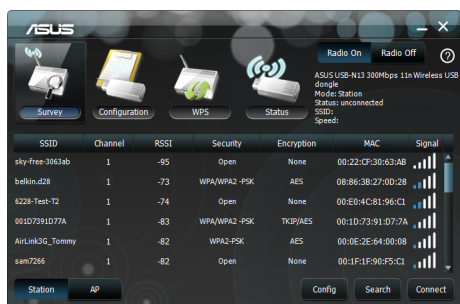 ASUS
Radio On Radio Off
ASUS USB-N13 300Mbps 11n Wireless USB
dongle
Mode: Station
Status: unconnected
SSID:
Speed:
Survey Configuration WPS Status
SSID Channel RSSI Security Encryption MAC Signal
sky-free-3063ab 1 -95 Open None 00:22:CF:30:63:AB
belkin.d28 1 -73 WPA/WPA2 -PSK AES 08:86:3B:27:0D:28
6228-Test-T2 1 -74 Open None 00:E0:4C:81:96:C1
001D7391D77A 1 -83 WPA/WPA2 -PSK TKIP/AES 00:1D:73:91:D7:7A
AirLink3G_Tommy 1 -82 WPA2-PSK AES 00:0E:2E:64:00:08
sam7266 1 -82 Open None 00:1F:1F:90:F5:C1
Station AP Config Search Connect